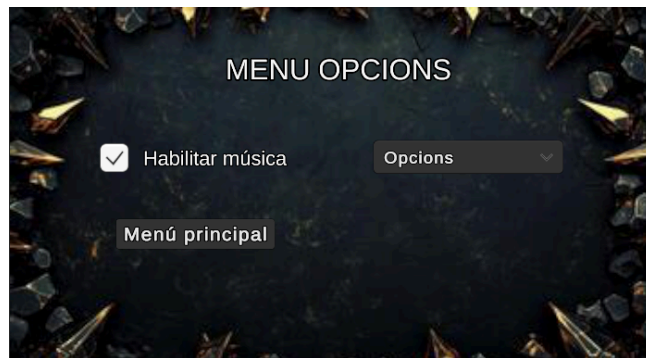 MENU OPCIONS
Habilitar música
Opcions
Menú principal